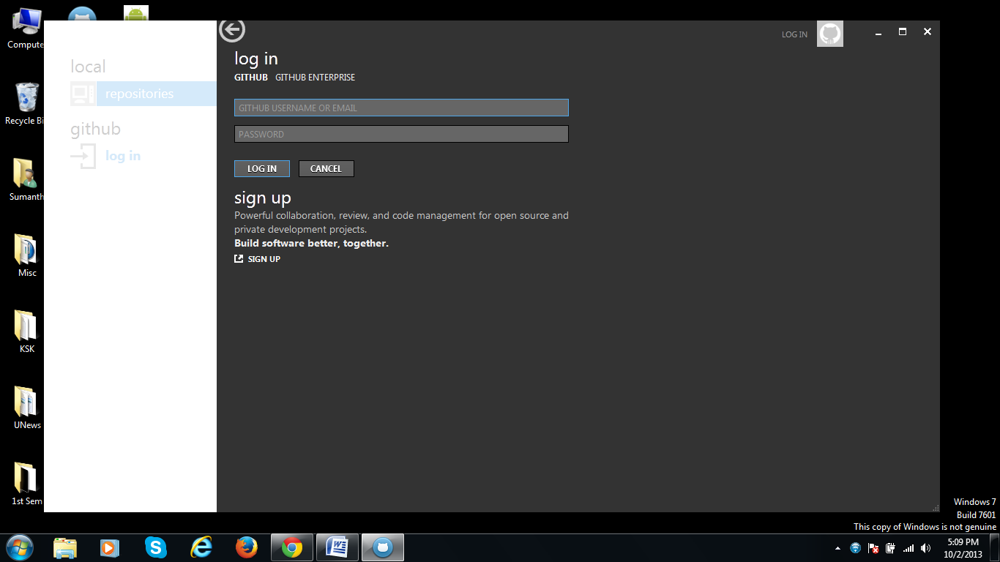 Compute
Recycle Bi
Sumanth
Misc
KSK
UNews
1st Sem
local
repositories
github
log in
LOG IN
log in
GITHUB GITHUB ENTERPRISE
GITHUB USERNAME OR EMAIL
PASSWORD
LOG IN CANCEL
sign up
Powerful collaboration, review, and code management for open source and
private development projects.
Build software better, together.
SIGN UP
Windows 7
Build 7601
This copy of Windows is not genuine
5:09 PM
10/2/2013